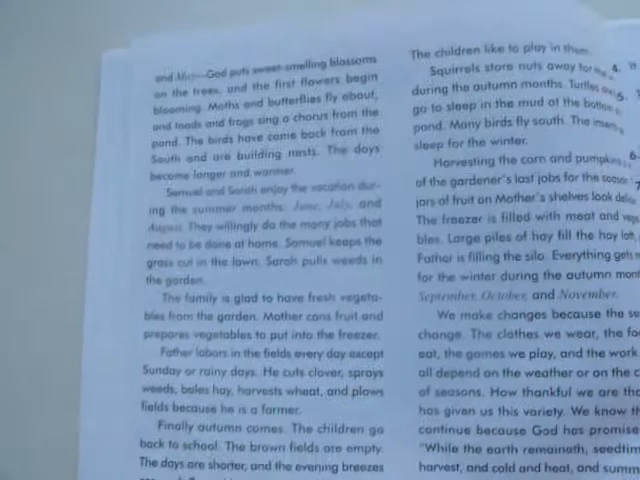 and May—God puts sweet-smelling blossoms
on the trees, and the first flowers begin
blooming. Moths and butterflies fly about,
and toads and frogs sing a chorus from the
pond. The birds have come back from the
South and are building nests. The days
become longer and warmer.
Samuel and Sarah enjoy the vacation dur-
ing the summer months: June, July, and
August. They willingly do the many jobs that
need to be done at home. Samuel keeps the
grass cut in the lawn. Sarah pulls weeds in
the garden.
The family is glad to have fresh vegeta-
bles from the garden. Mother cans fruit and
prepares vegetables to put into the freezer.
Father labors in the fields every day except
Sunday or rainy days. He cuts clover, sprays
weeds, bales hay, harvests wheat, and plows
fields because he is a farmer.
Finally autumn comes. The children go
back to school. The brown fields are empty.
The days are shorter, and the evening breezes
The children like to play in them.
Squirrels store nuts away for
during the autumn months. Turtles
go to sleep in the mud at the bottom
pond. Many birds fly south. The
sleep for the winter.
Harvesting the corn and pumpkins
of the gardener's last jobs for the
jars of fruit on Mother's shelves look
The freezer is filled with meat and
bles. Large piles of hay fill the hay loft,
Father is filling the silo. Everything gets
for the winter during the autumn
September, October, and November.
We make changes because the
change. The clothes we wear, the
eat, the games we play, and the work
all depend on the weather or on the
of seasons. How thankful we are
has given us this variety. We know
continue because God has
"While the earth remaineth,
harvest, and cold and heat, and
4.
5.
6.
7